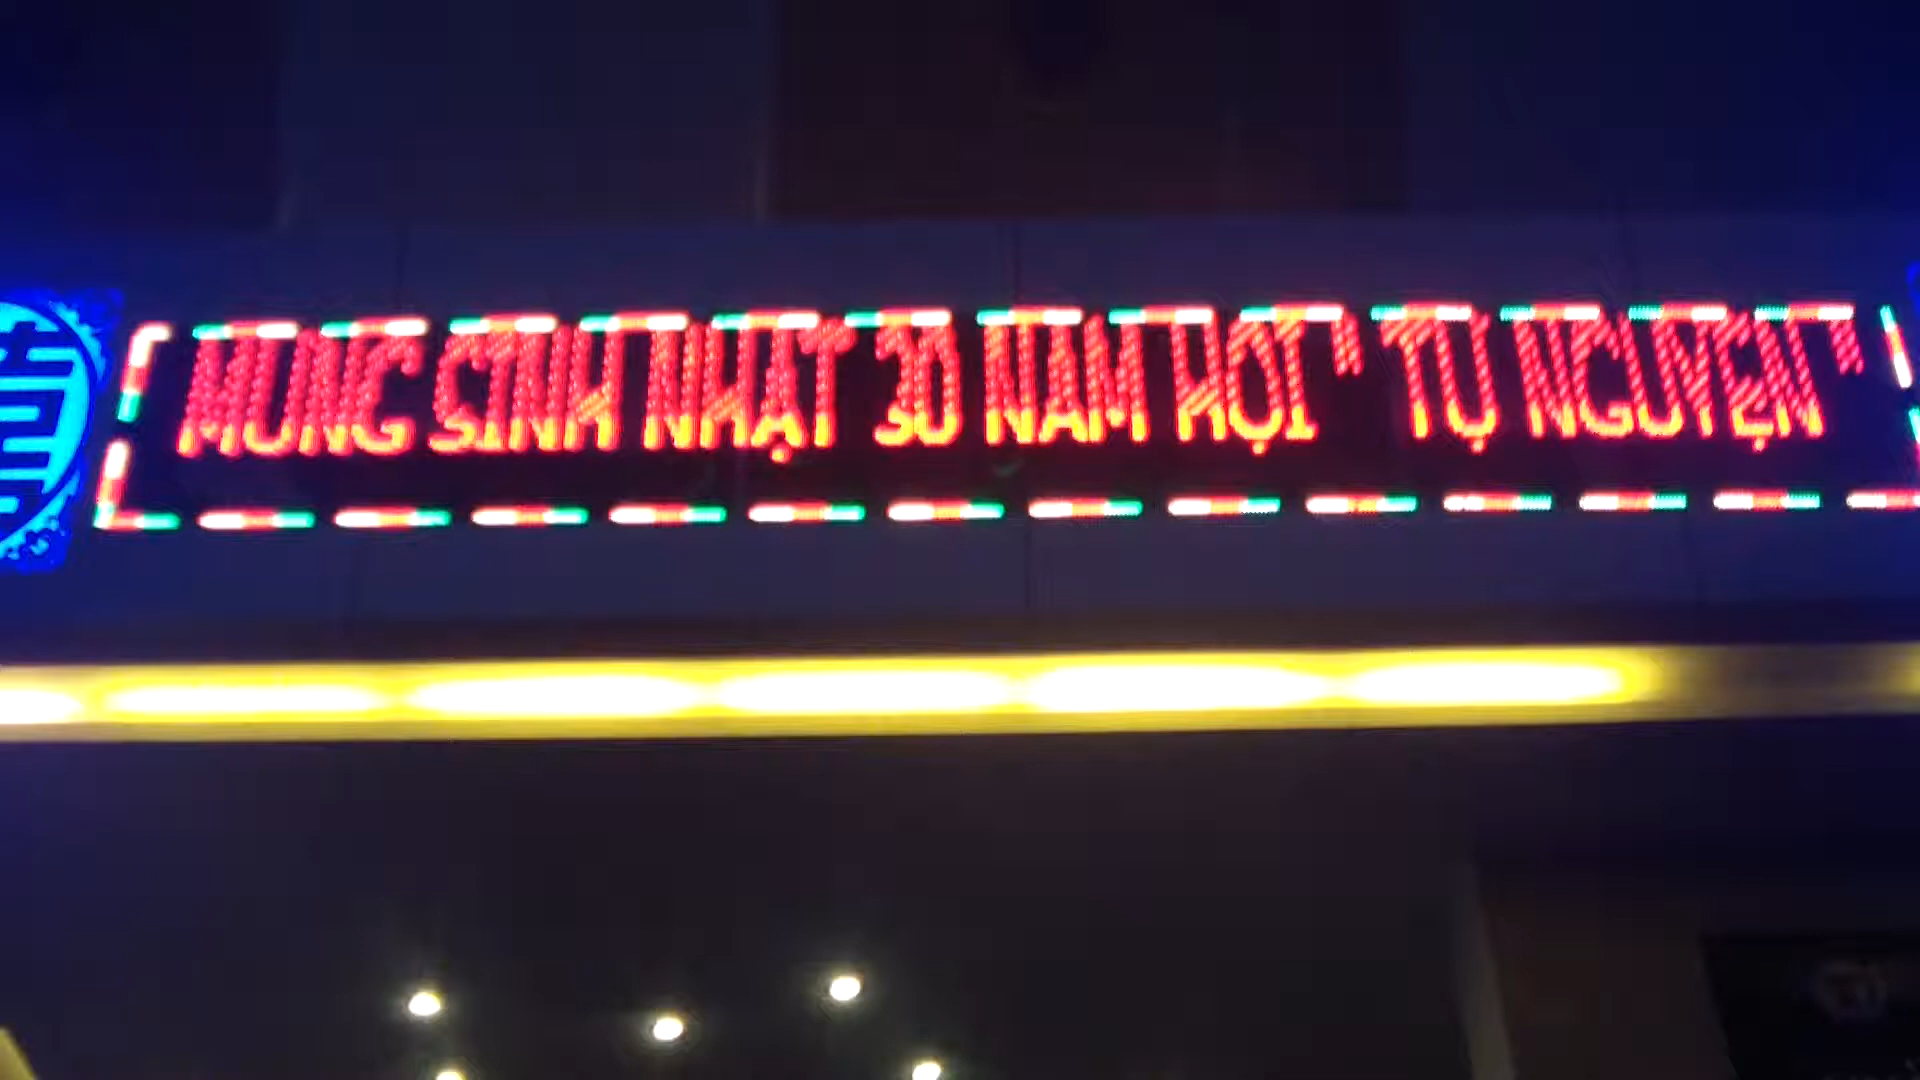 MỪNG SINH NHẬT 30 NĂM HỘI " TỰ NGUYỆN "